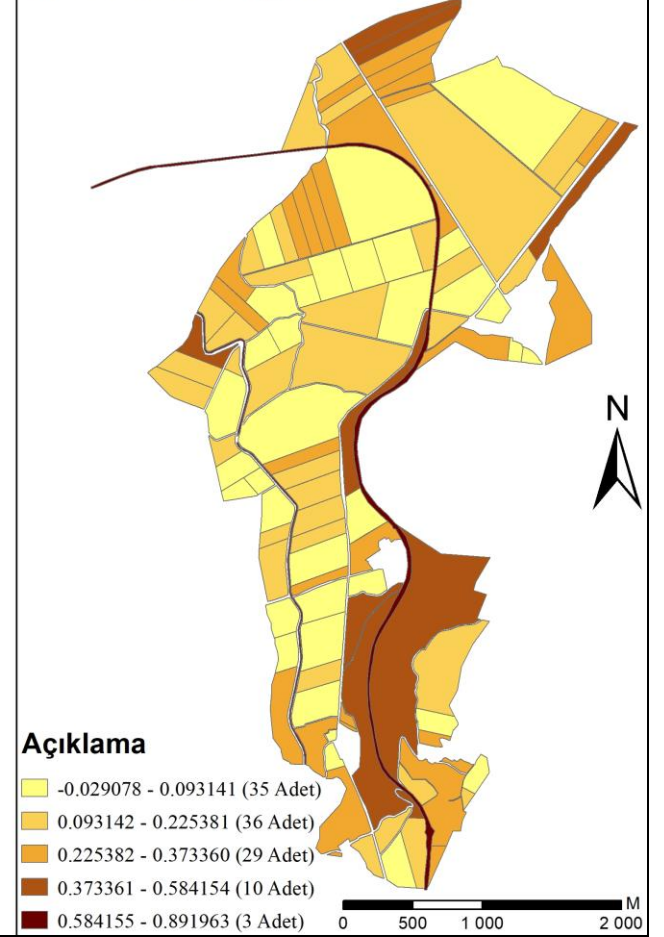 N
Açıklama
-0.029078 - 0.093141 (35 Adet)
0.093142 - 0.225381 (36 Adet)
0.225382 - 0.373360 (29 Adet)
0.373361 - 0.584154 (10 Adet)
0.584155 - 0.891963 (3 Adet)
M
0 500 1 000 2 000